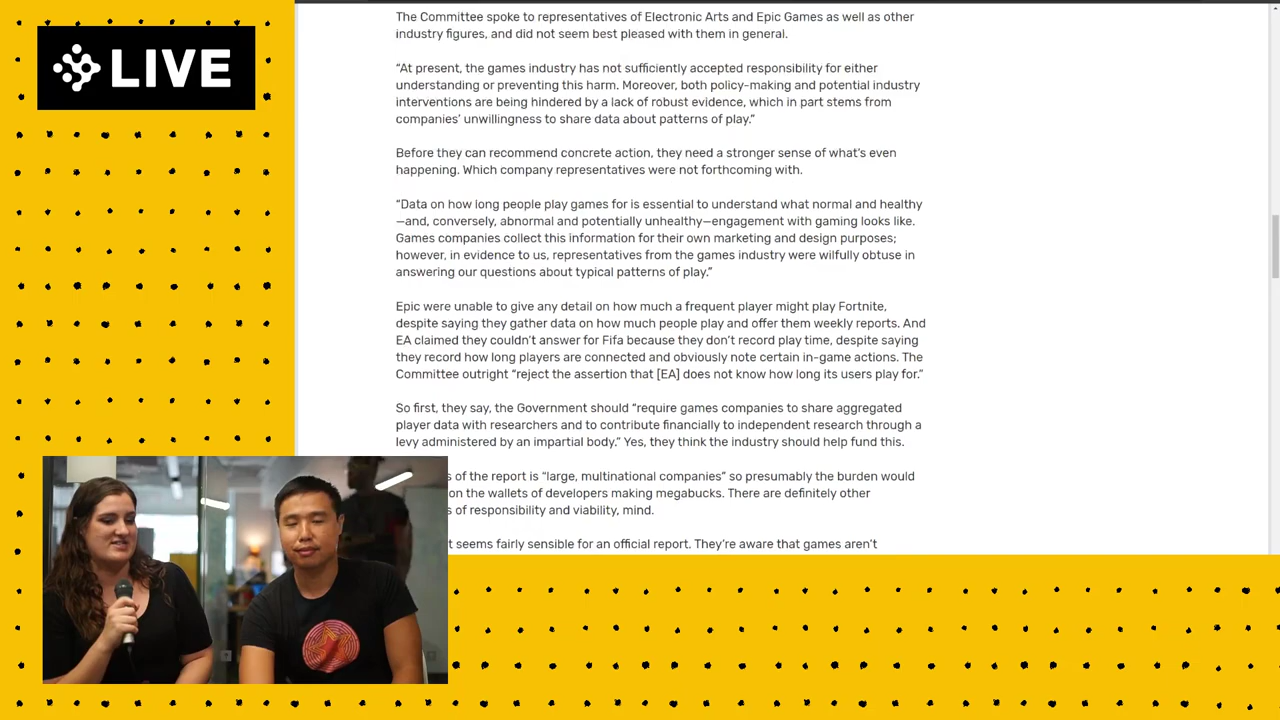 LIVE
The Committee spoke to representatives of Electronic Arts and Epic Games as well as other
industry figures, and did not seem best pleased with them in general.
“At present, the games industry has not sufficiently accepted responsibility for either
understanding or preventing this harm. Moreover, both policy-making and potential industry
interventions are being hindered by a lack of robust evidence, which in part stems from
companies’ unwillingness to share data about patterns of play.”
Before they can recommend concrete action, they need a stronger sense of what’s even
happening. Which company representatives were not forthcoming with.
“Data on how long people play games for is essential to understand what normal and healthy
—and, conversely, abnormal and potentially unhealthy—engagement with gaming looks like.
Games companies collect this information for their own marketing and design purposes;
however, in evidence to us, representatives from the games industry were wilfully obtuse in
answering our questions about typical patterns of play.”
Epic were unable to give any detail on how much a frequent player might play Fortnite,
despite saying they gather data on how much people play and offer them weekly reports. And
EA claimed they couldn’t answer for Fifa because they don’t record play time, despite saying
they record how long players are connected and obviously note certain in-game actions. The
Committee outright “reject the assertion that [EA] does not know how long its users play for.”
So first, they say, the Government should “require games companies to share aggregated
player data with researchers and to contribute financially to independent research through a
levy administered by an impartial body.” Yes, they think the industry should help fund this.
of the report is “large, multinational companies” so presumably the burden would
on the wallets of developers making megabucks. There are definitely other
of responsibility and viability, mind.
seems fairly sensible for an official report. They’re aware that games aren’t